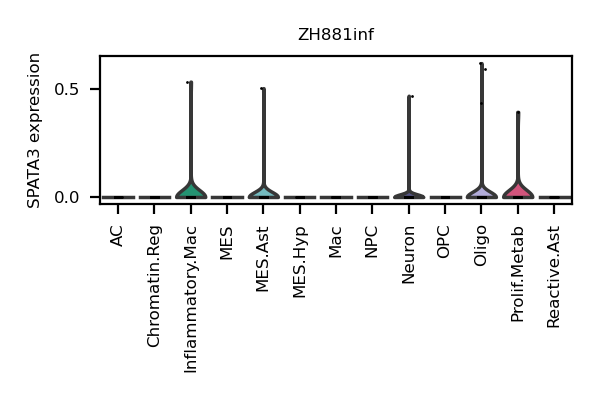 ZH881inf
SPATA3 expression
0.5
0.0
AC
Chromatin.Reg
Inflammatory.Mac
MES
MES.Ast
MES.Hyp
Mac
NPC
Neuron
OPC
Oligo
Prolif.Metab
Reactive.Ast